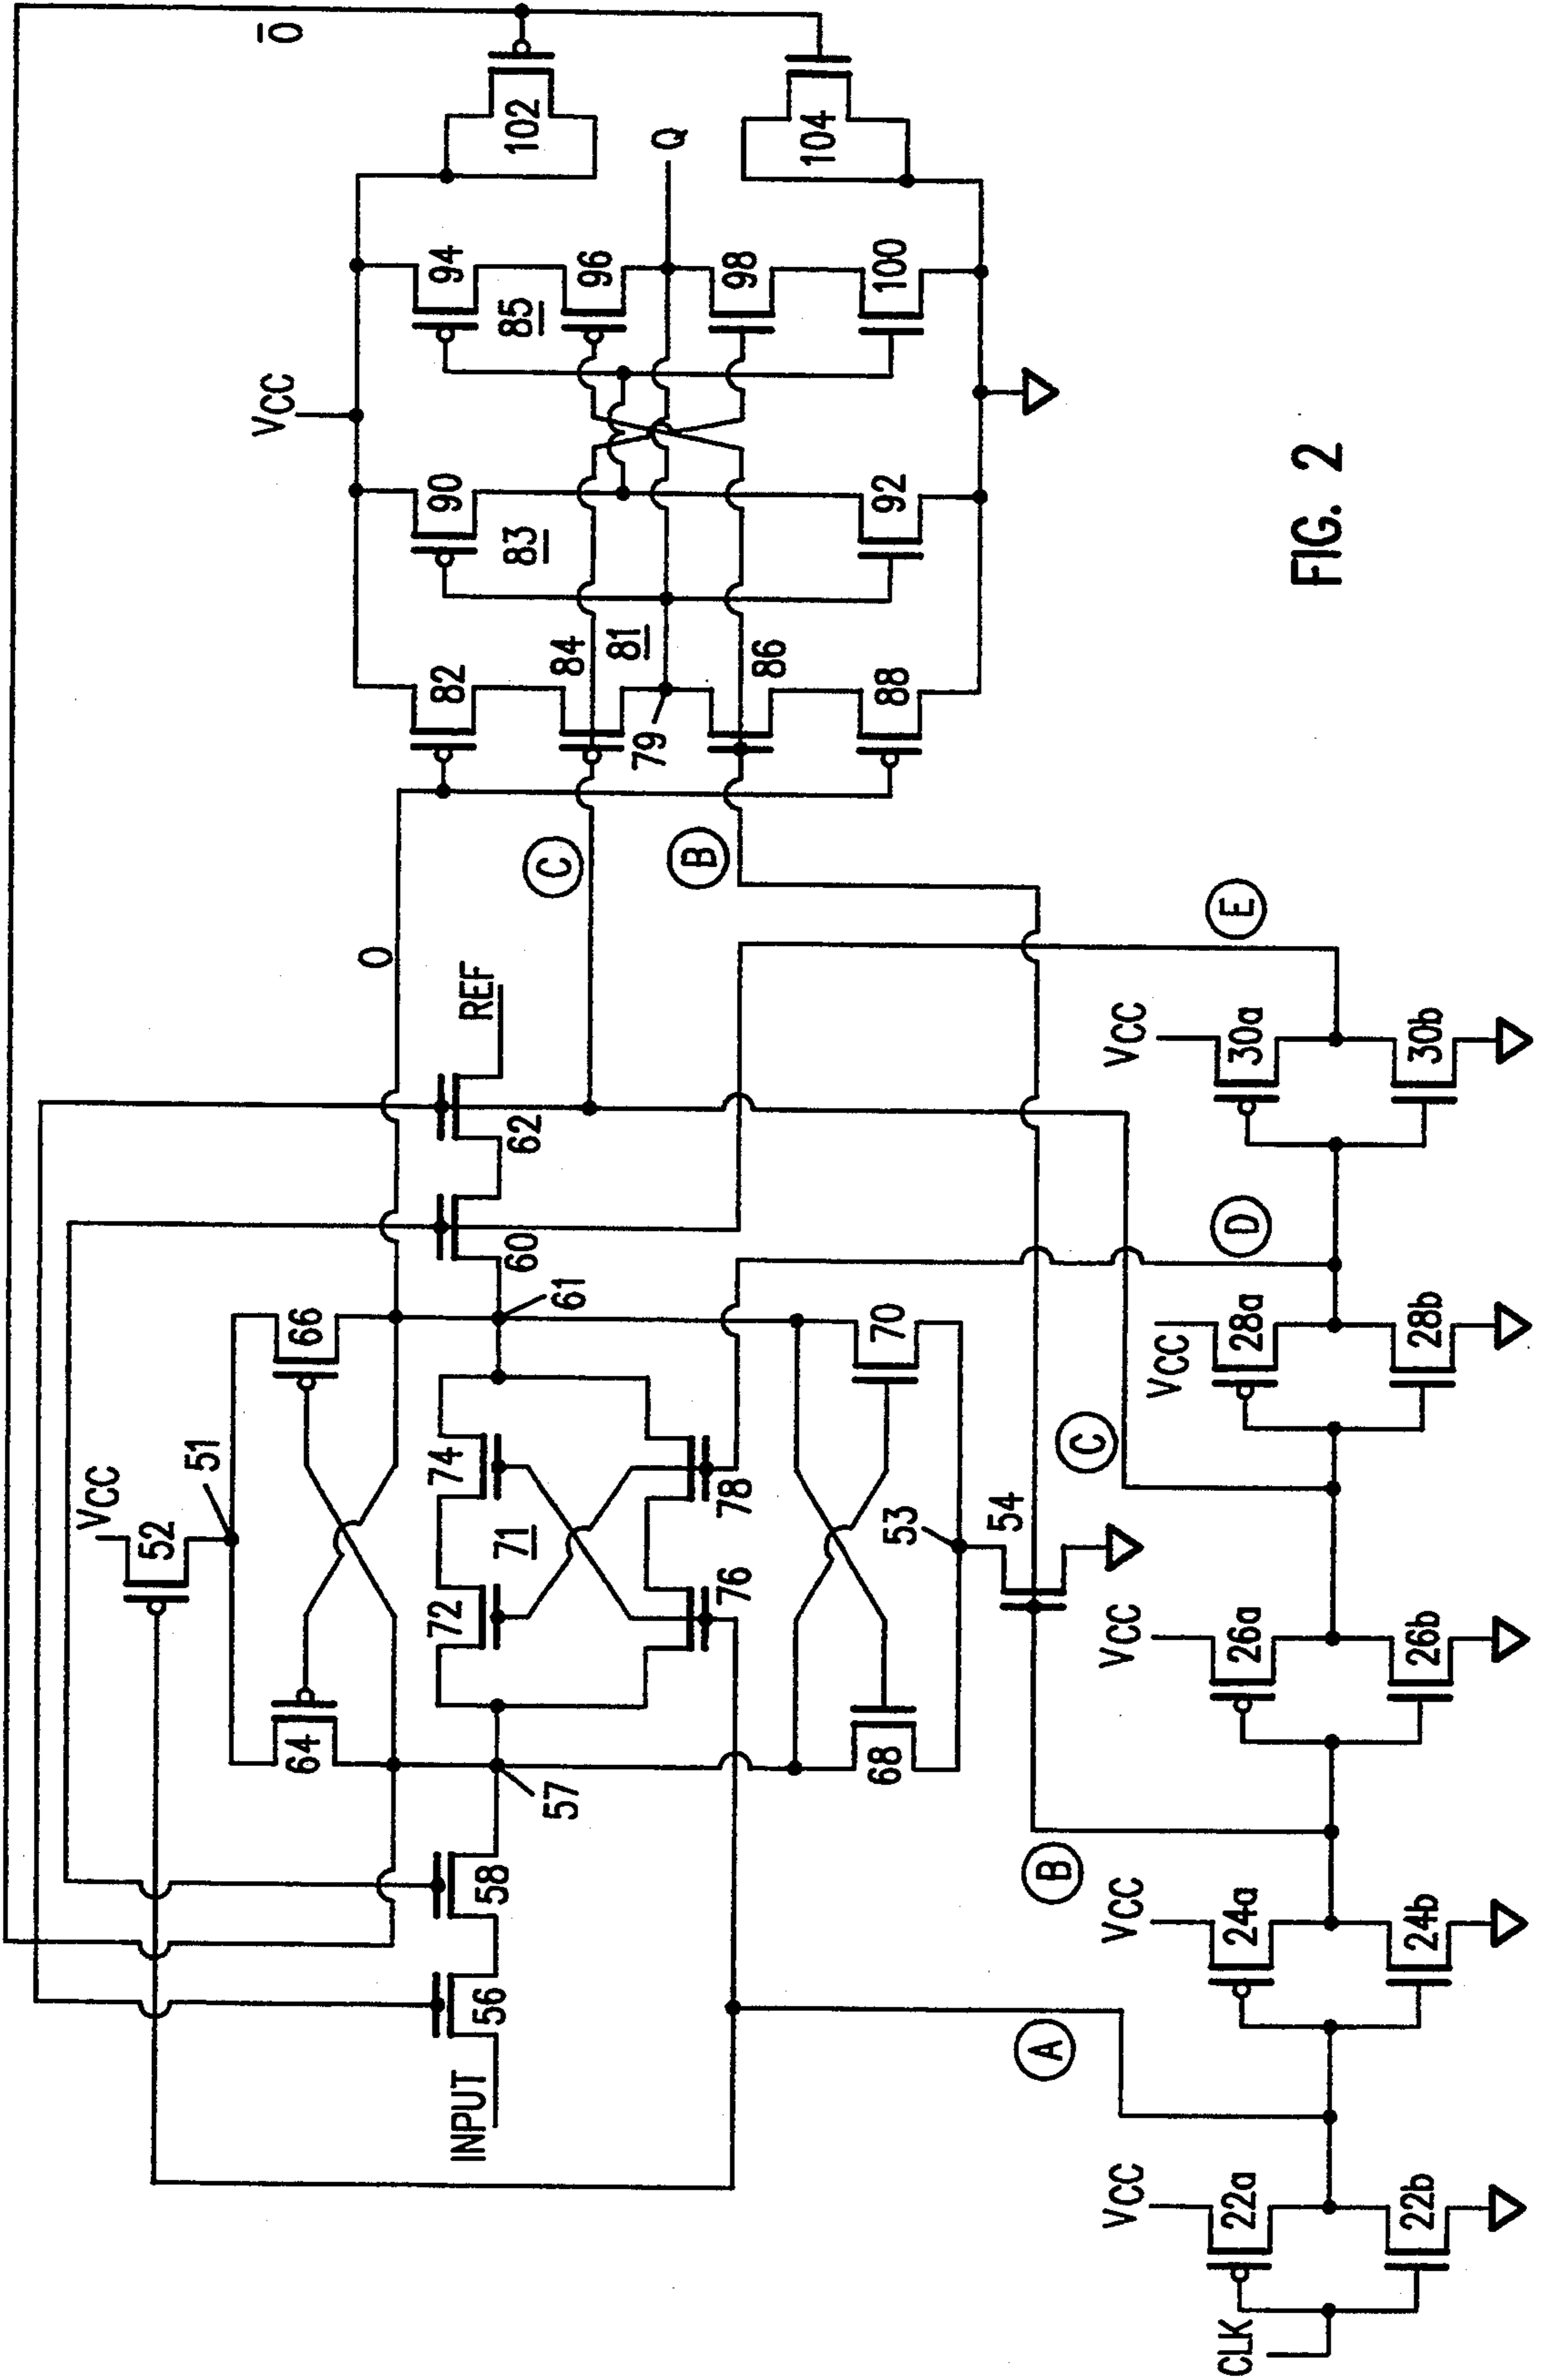 O̅
102
104
Q
VCC
94
96
98
100
85
90
92
83
82
84
81
86
88
79
C
B
O
REF
62
60
61
66
70
E
VCC
30a
30b
D
VCC
28a
28b
VCC
51
52
74
71
72
78
76
53
54
C
64
68
57
58
56
INPUT
VCC
26a
26b
B
VCC
24a
24b
A
VCC
22a
22b
CLK
FIG. 2